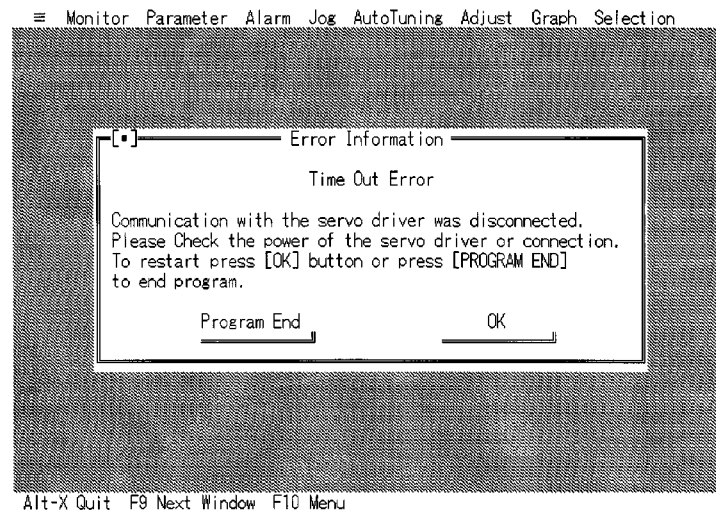 ≡ Monitor Parameter Alarm Jog AutoTuning Adjust Graph Selection
[▪] Error Information
Time Out Error
Communication with the servo driver was disconnected.
Please Check the power of the servo driver or connection.
To restart press [OK] button or press [PROGRAM END]
to end program.
Program End OK
Alt-X Quit F9 Next Window F10 Menu